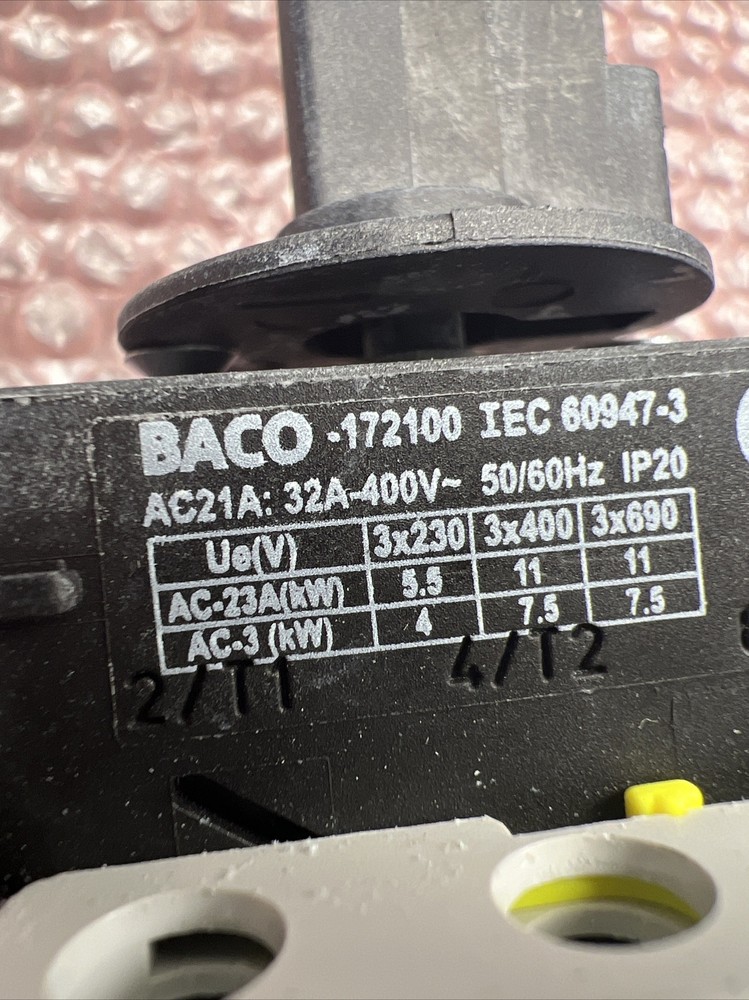 BACO -172100 IEC 60947-3
AC21A: 32A-400V~ 50/60Hz IP20
Ue(V) 3x230 3x400 3x690
AC-23A(kW) 5.5 11 11
AC-3 (kW) 4 7.5 7.5
2/T1 4/T2